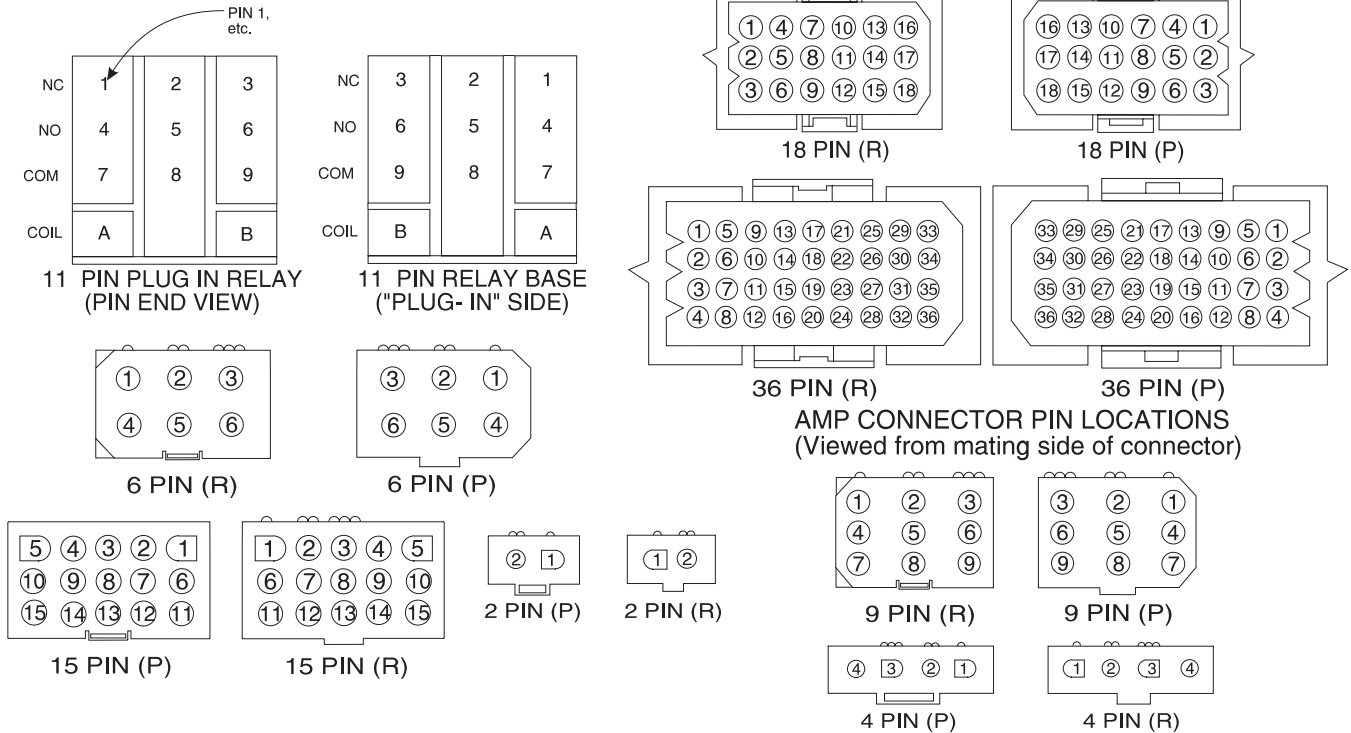 PIN 1,
etc.
NC 1 2 3
NO 4 5 6
COM 7 8 9
COIL A B
11 PIN PLUG IN RELAY
(PIN END VIEW)
NC 3 2 1
NO 6 5 4
COM 9 8 7
COIL B A
11 PIN RELAY BASE
("PLUG- IN" SIDE)
1 4 7 10 13 16
2 5 8 11 14 17
3 6 9 12 15 18
18 PIN (R)
16 13 10 7 4 1
17 14 11 8 5 2
18 15 12 9 6 3
18 PIN (P)
1 5 9 13 17 21 25 29 33
2 6 10 14 18 22 26 30 34
3 7 11 15 19 23 27 31 35
4 8 12 16 20 24 28 32 36
36 PIN (R)
33 29 25 21 17 13 9 5 1
34 30 26 22 18 14 10 6 2
35 31 27 23 19 15 11 7 3
36 32 28 24 20 16 12 8 4
36 PIN (P)
AMP CONNECTOR PIN LOCATIONS
(Viewed from mating side of connector)
1 2 3
4 5 6
6 PIN (R)
3 2 1
6 5 4
6 PIN (P)
5 4 3 2 1
10 9 8 7 6
15 14 13 12 11
15 PIN (P)
1 2 3 4 5
6 7 8 9 10
11 12 13 14 15
15 PIN (R)
2 1
2 PIN (P)
1 2
2 PIN (R)
1 2 3
4 5 6
7 8 9
9 PIN (R)
3 2 1
6 5 4
9 8 7
9 PIN (P)
4 3 2 1
4 PIN (P)
1 2 3 4
4 PIN (R)